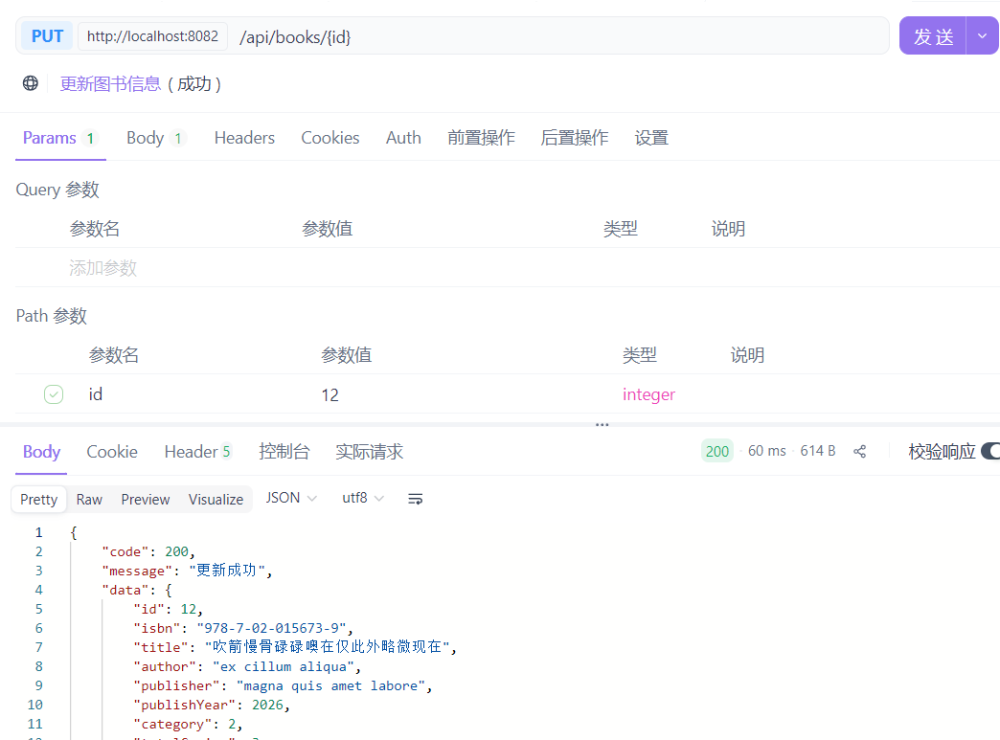 PUT http://localhost:8082 /api/books/{id} 发 送
更新图书信息 ( 成功 )
Params 1 Body 1 Headers Cookies Auth 前置操作 后置操作 设置
Query 参数
参数名 参数值 类型 说明
添加参数
Path 参数
参数名 参数值 类型 说明
id 12 integer
Body Cookie Header 5 控制台 实际请求 200 · 60 ms · 614 B 校验响应
Pretty Raw Preview Visualize JSON utf8
1 {
2 "code": 200,
3 "message": "更新成功",
4 "data": {
5 "id": 12,
6 "isbn": "978-7-02-015673-9",
7 "title": "吹箭慢骨碌碌噢在仅此外略微现在",
8 "author": "ex cillum aliqua",
9 "publisher": "magna quis amet labore",
10 "publishYear": 2026,
11 "category": 2,